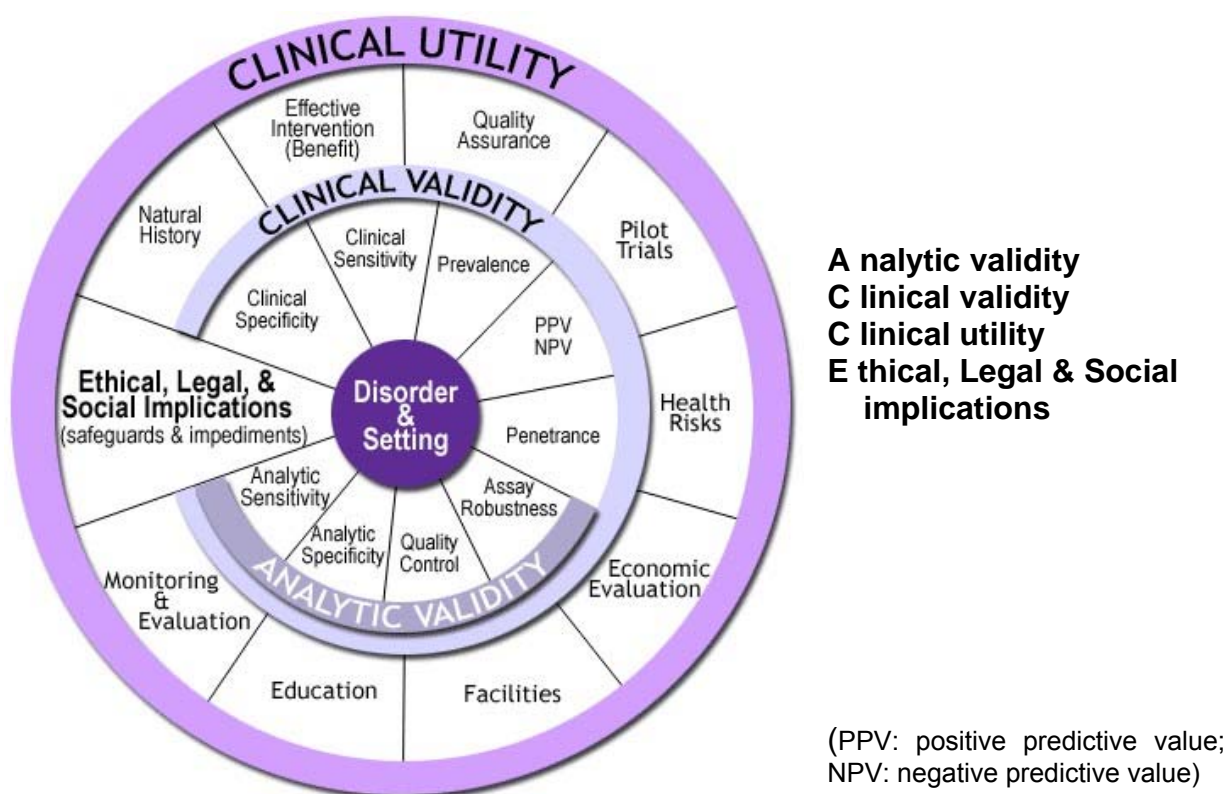 CLINICAL UTILITY
Effective
Intervention
(Benefit)
Quality
Assurance
Natural
History
Pilot
Trials
CLINICAL VALIDITY
Clinical
Sensitivity
Prevalence
Clinical
Specificity
PPV
NPV
Ethical, Legal, &
Social Implications
(safeguards & impediments)
Disorder
&
Setting
Health
Risks
Penetrance
Analytic
Sensitivity
Assay
Robustness
Analytic
Specificity
Quality
Control
ANALYTIC VALIDITY
Monitoring
&
Evaluation
Economic
Evaluation
Education
Facilities
A nalytic validity
C linical validity
C linical utility
E thical, Legal & Social
implications
(PPV: positive predictive value;
NPV: negative predictive value)